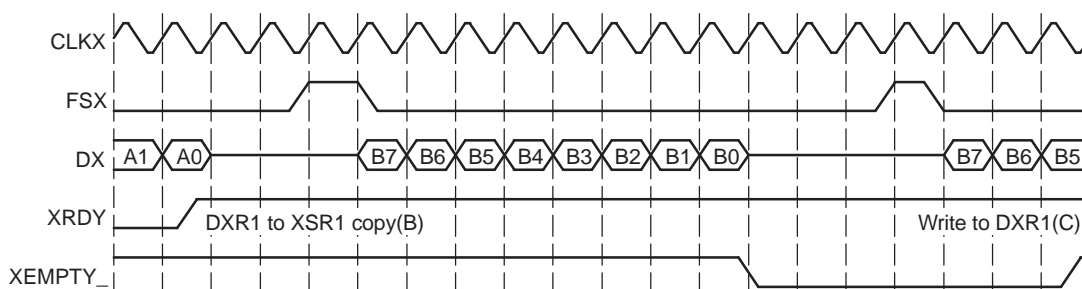 CLKX
FSX
DX A1 A0 B7 B6 B5 B4 B3 B2 B1 B0 B7 B6 B5
XRDY DXR1 to XSR1 copy(B) Write to DXR1(C)
XEMPTY_